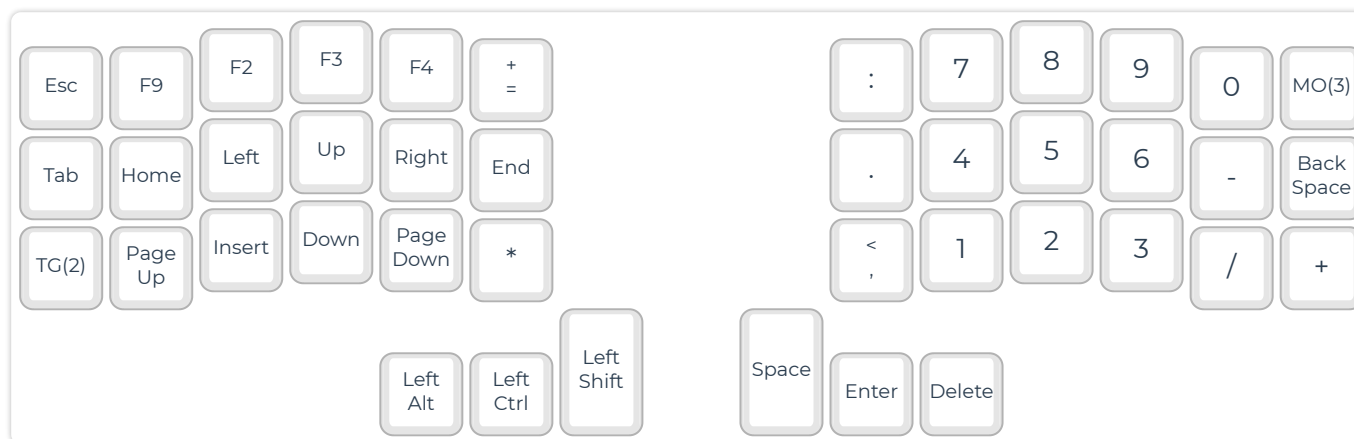 Esc
F9
F2
F3
F4
+
=
:
7
8
9
0
MO(3)
Tab
Home
Left
Up
Right
End
.
4
5
6
-
Back
Space
TG(2)
Page
Up
Insert
Down
Page
Down
*
<
,
1
2
3
/
+
Left
Alt
Left
Ctrl
Left
Shift
Space
Enter
Delete